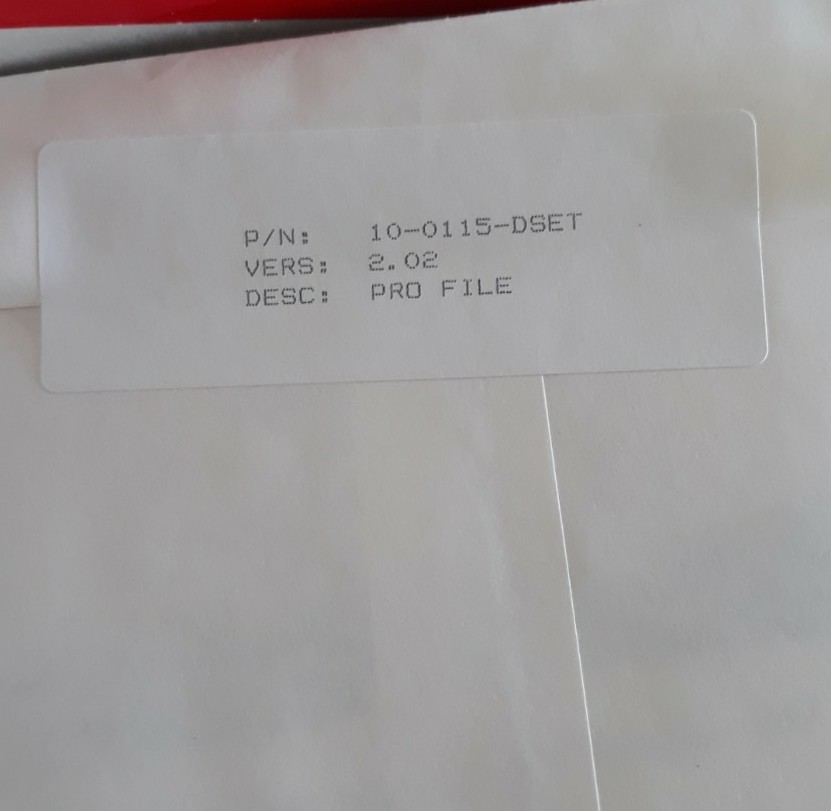 P/N: 10-0115-DSET
VERS: 2.02
DESC: PRO FILE